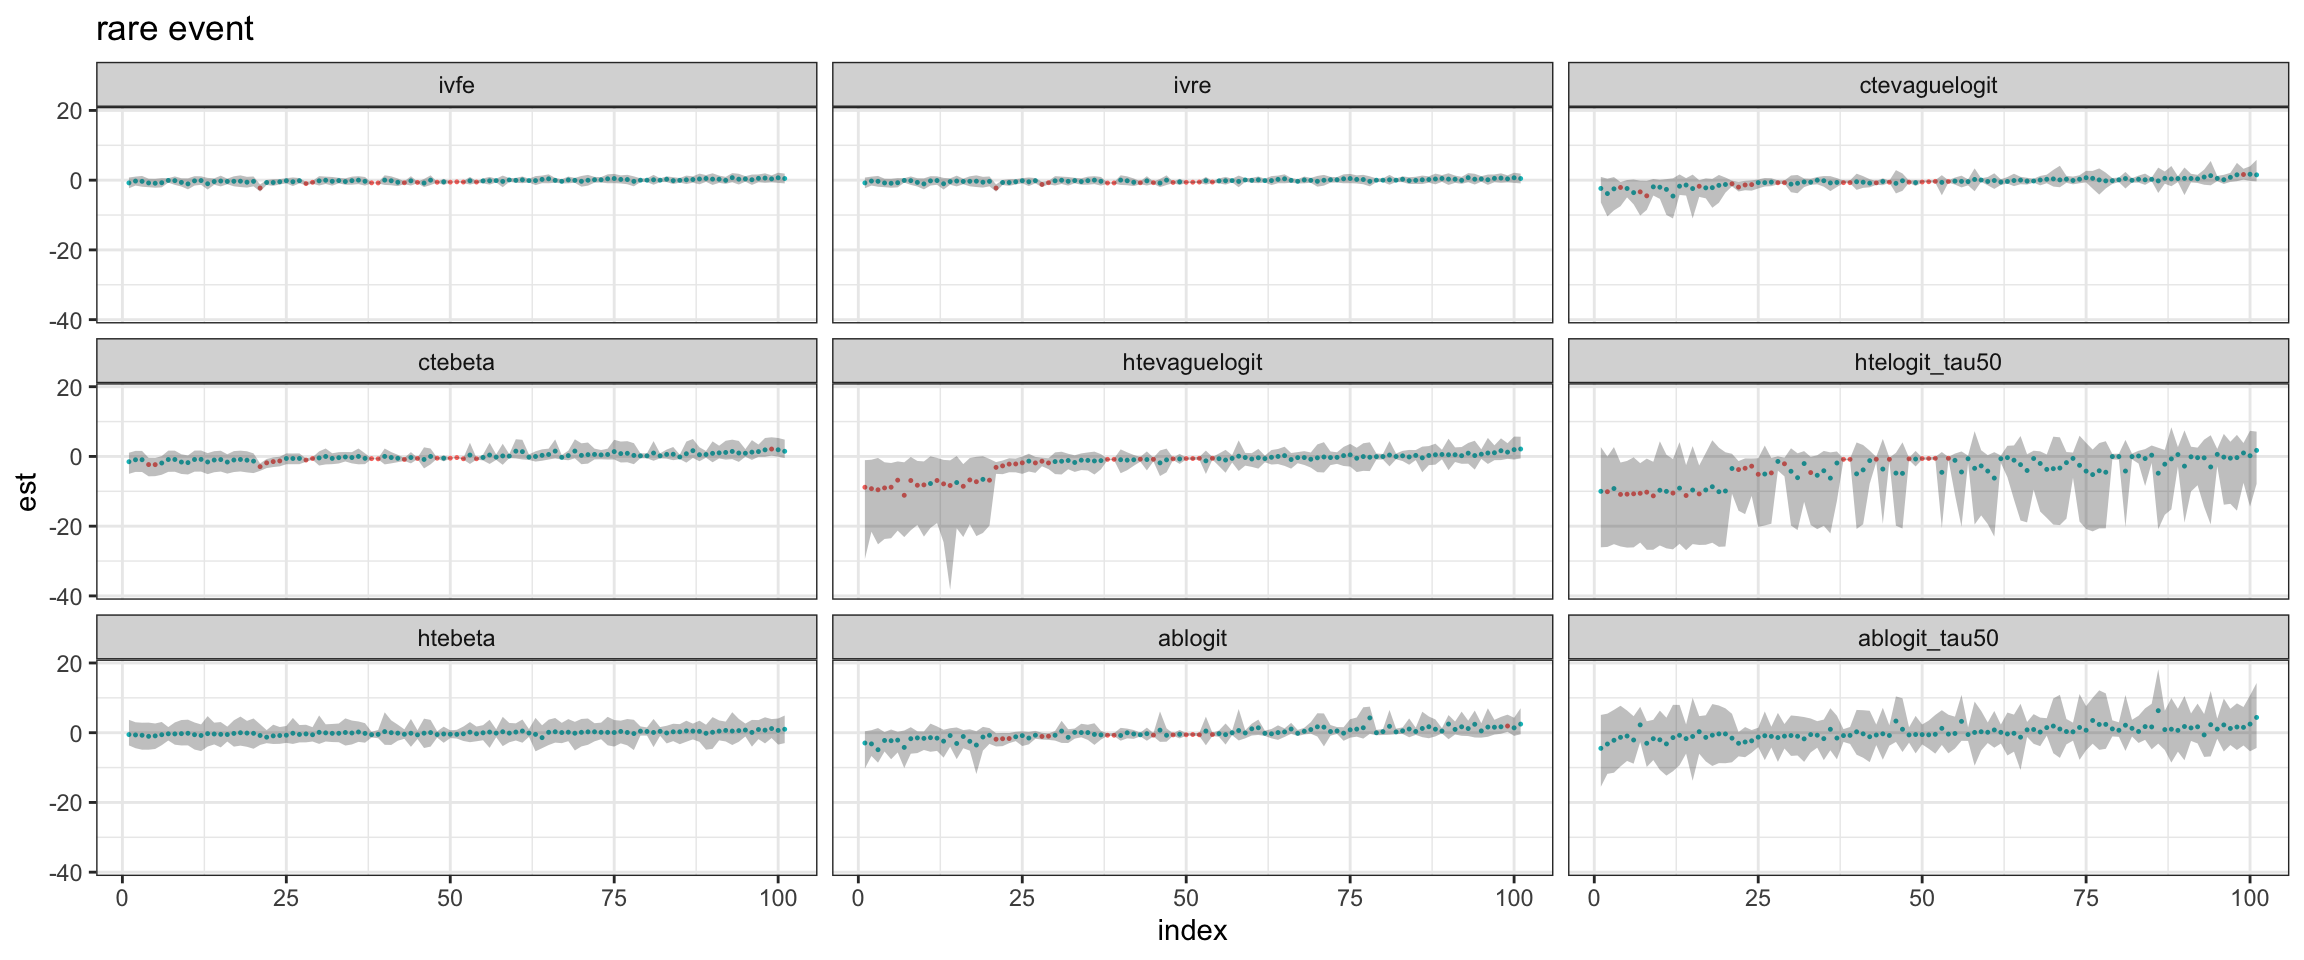 rare event
ivfe ivre ctevaguelogit
20
0
-20
-40
ctebeta htevaguelogit htelogit_tau50
20
0
-20
-40
est
htebeta ablogit ablogit_tau50
20
0
-20
-40
0 25 50 75 100 0 25 50 75 100 0 25 50 75 100
index